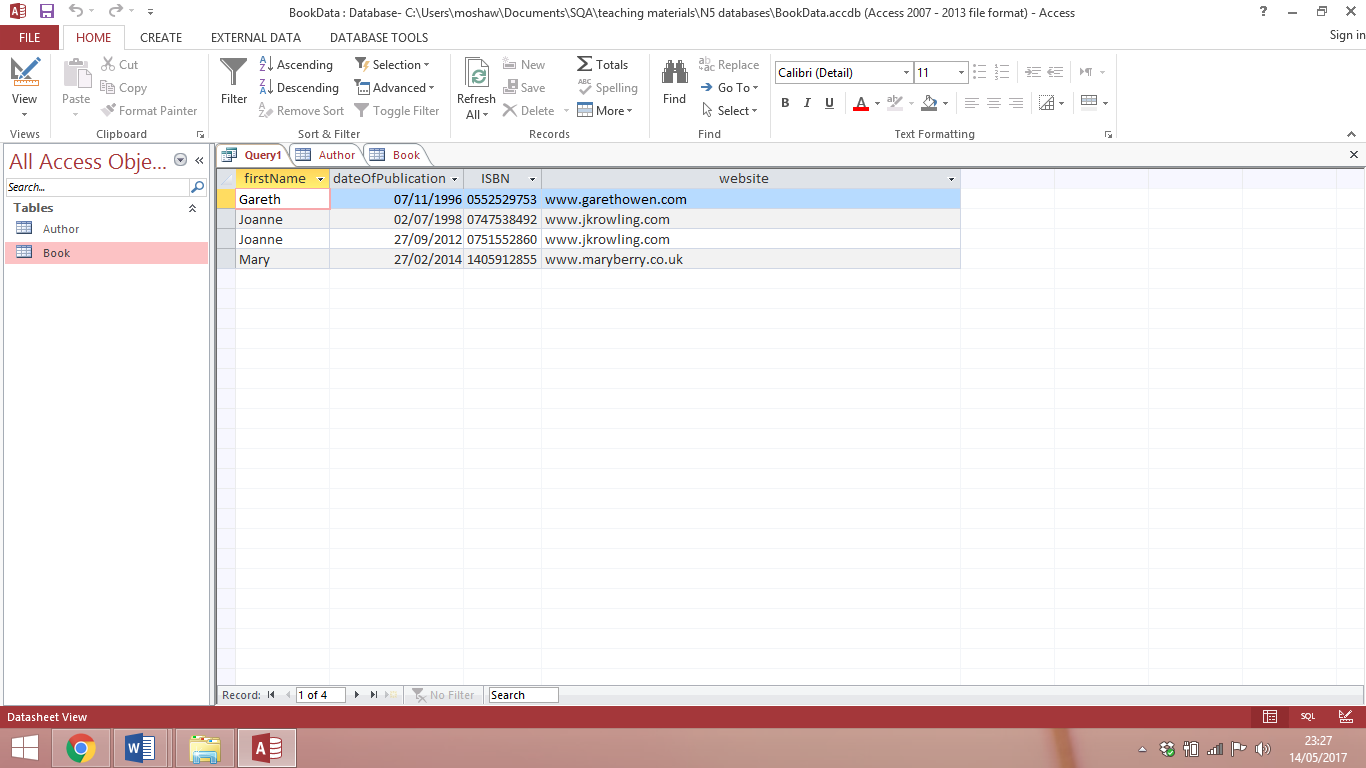 BookData : Database- C:\Users\moshaw\Documents\SQA\teaching materials\N5 databases\BookData.accdb (Access 2007 - 2013 file format) - Access
FILE HOME CREATE EXTERNAL DATA DATABASE TOOLS Sign in
View
Views
Paste
Cut
Copy
Format Painter
Clipboard
Filter
Ascending
Descending
Remove Sort
Selection
Advanced
Toggle Filter
Sort & Filter
Refresh
All
New
Save
Delete
Totals
Spelling
More
Records
Find
Replace
Go To
Select
Find
Calibri (Detail) 11
B I U A
Text Formatting
All Access Obje...
Search...
Tables
Author
Book
Query1 Author Book
firstName dateOfPublication ISBN website
Gareth 07/11/1996 0552529753 www.garethowen.com
Joanne 02/07/1998 0747538492 www.jkrowling.com
Joanne 27/09/2012 0751552860 www.jkrowling.com
Mary 27/02/2014 1405912855 www.maryberry.co.uk
Record: 1 of 4 No Filter Search
Datasheet View SQL
23:27
14/05/2017